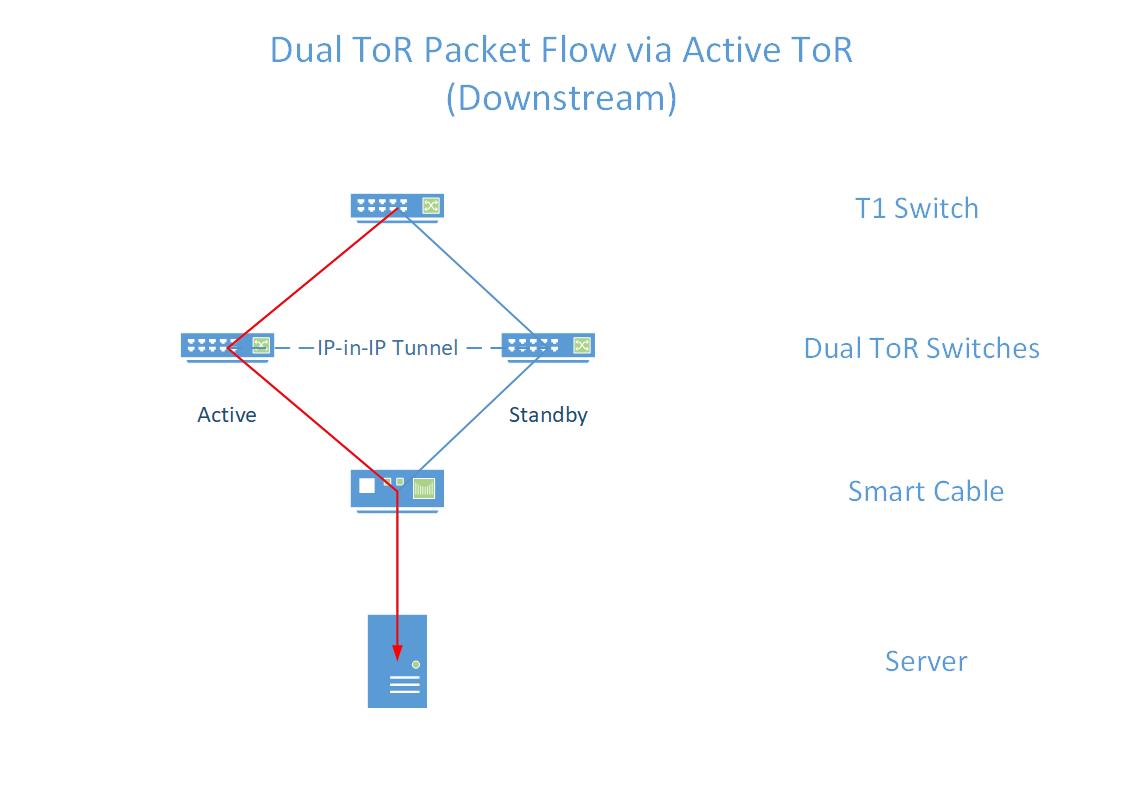 Dual ToR Packet Flow via Active ToR
(Downstream)
T1 Switch
IP-in-IP Tunnel
Dual ToR Switches
Active
Standby
Smart Cable
Server